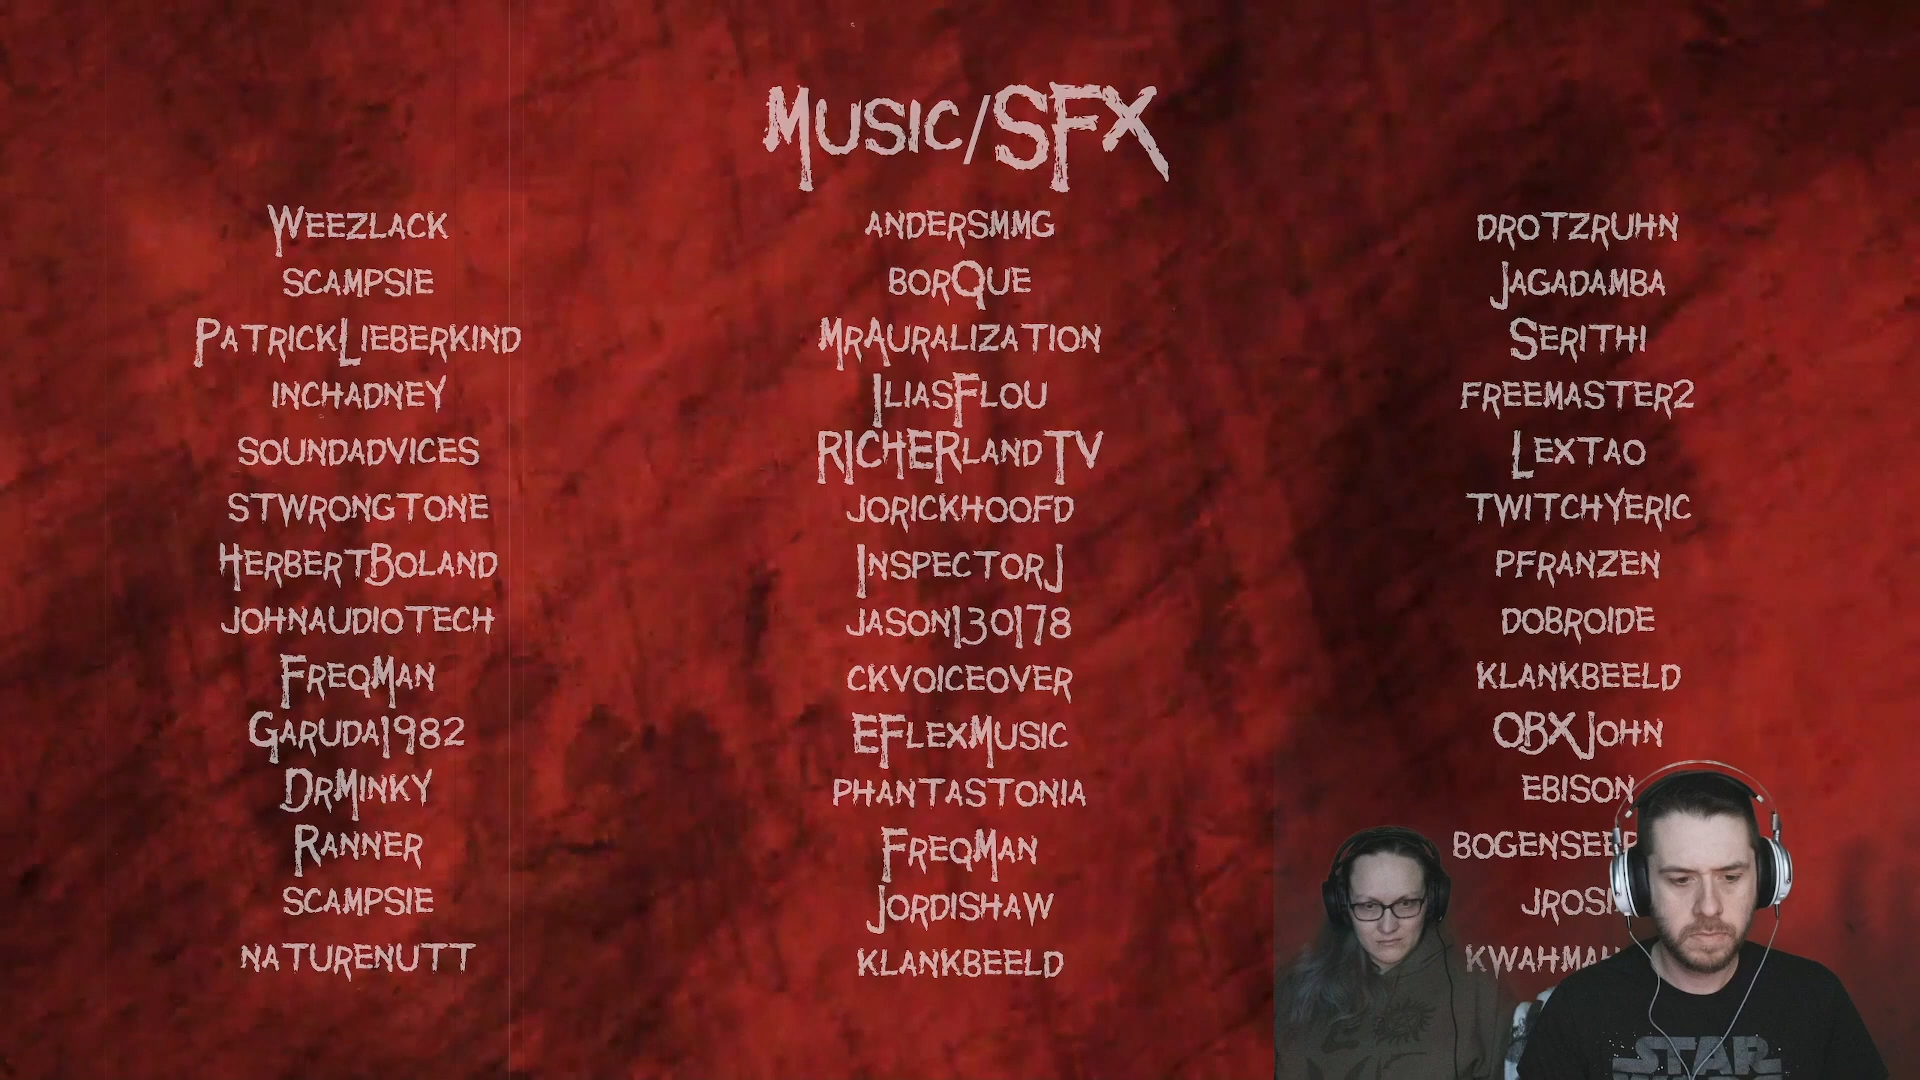 Music/SFX
Weezlack
scampsie
PatrickLieberkind
inchadney
soundadvices
stwrongtone
HerbertBoland
johnaudiotech
FreqMan
Garuda1982
DrMinky
Ranner
scampsie
naturenutt
andersmmg
borQue
MrAuralization
IliasFlou
RICHERlandTV
jorickhoofd
InspectorJ
jason130178
ckvoiceover
EFlexMusic
phantastonia
FreqMan
Jordishaw
klankbeeld
drotzruhn
Jagadamba
Serithi
freemaster2
Lextao
twitchyeric
pfranzen
dobroide
klankbeeld
OBXJohn
ebison
STAR